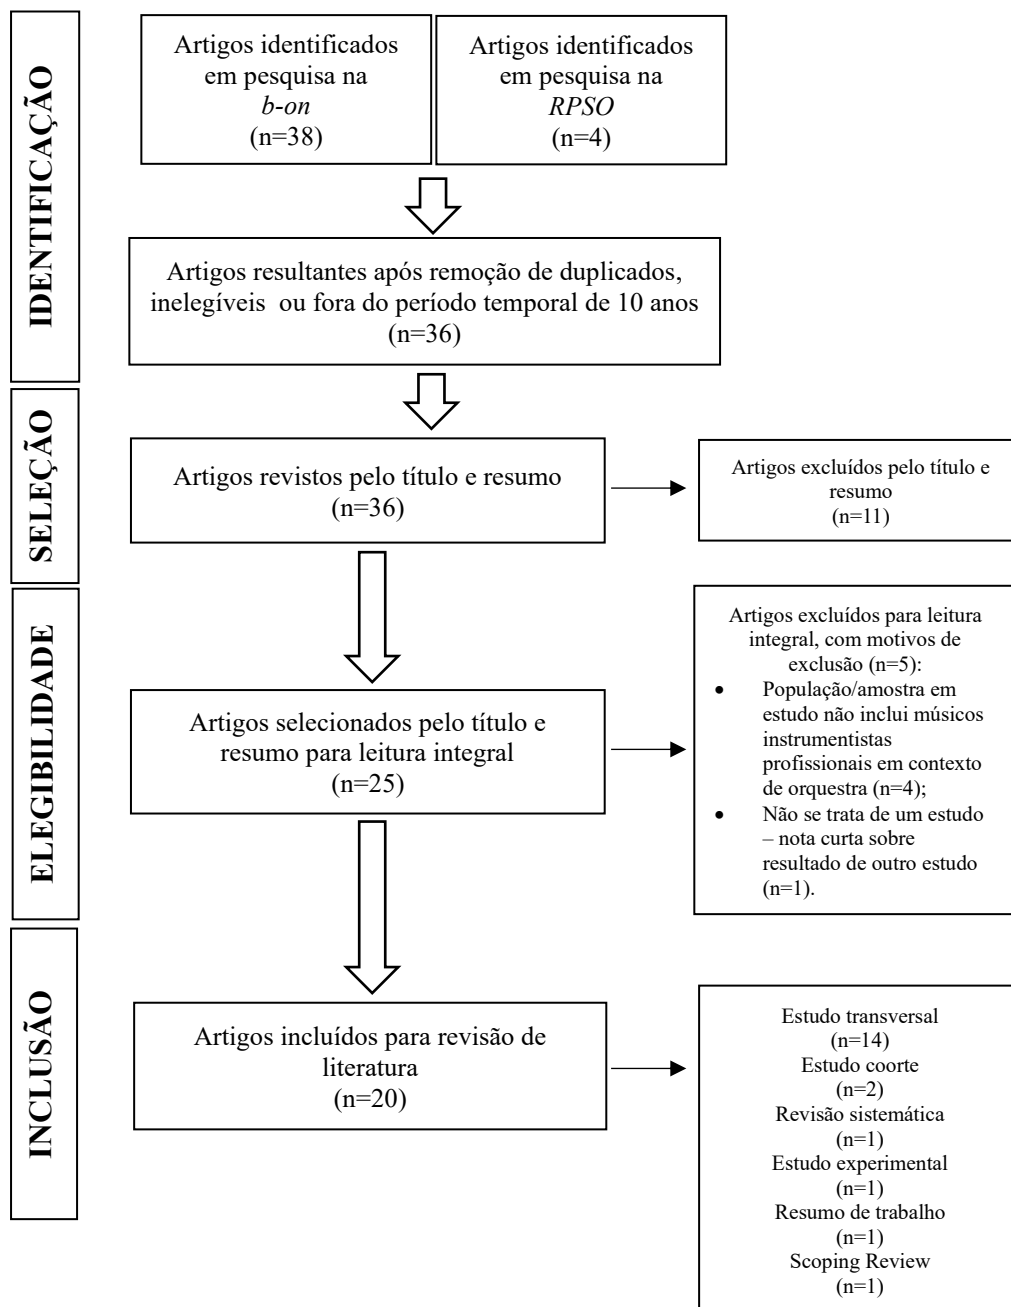 IDENTIFICAÇÃO
Artigos identificados
em pesquisa na
b-on
(n=38)
Artigos identificados
em pesquisa na
RPSO
(n=4)
Artigos resultantes após remoção de duplicados,
inelegíveis ou fora do período temporal de 10 anos
(n=36)
SELEÇÃO
Artigos revistos pelo título e resumo
(n=36)
Artigos excluídos pelo título e
resumo
(n=11)
ELEGIBILIDADE
Artigos selecionados pelo título e
resumo para leitura integral
(n=25)
Artigos excluídos para leitura
integral, com motivos de
exclusão (n=5):
• População/amostra em
estudo não inclui músicos
instrumentistas
profissionais em contexto
de orquestra (n=4);
• Não se trata de um estudo
– nota curta sobre
resultado de outro estudo
(n=1).
INCLUSÃO
Artigos incluídos para revisão de
literatura
(n=20)
Estudo transversal
(n=14)
Estudo coorte
(n=2)
Revisão sistemática
(n=1)
Estudo experimental
(n=1)
Resumo de trabalho
(n=1)
Scoping Review
(n=1)